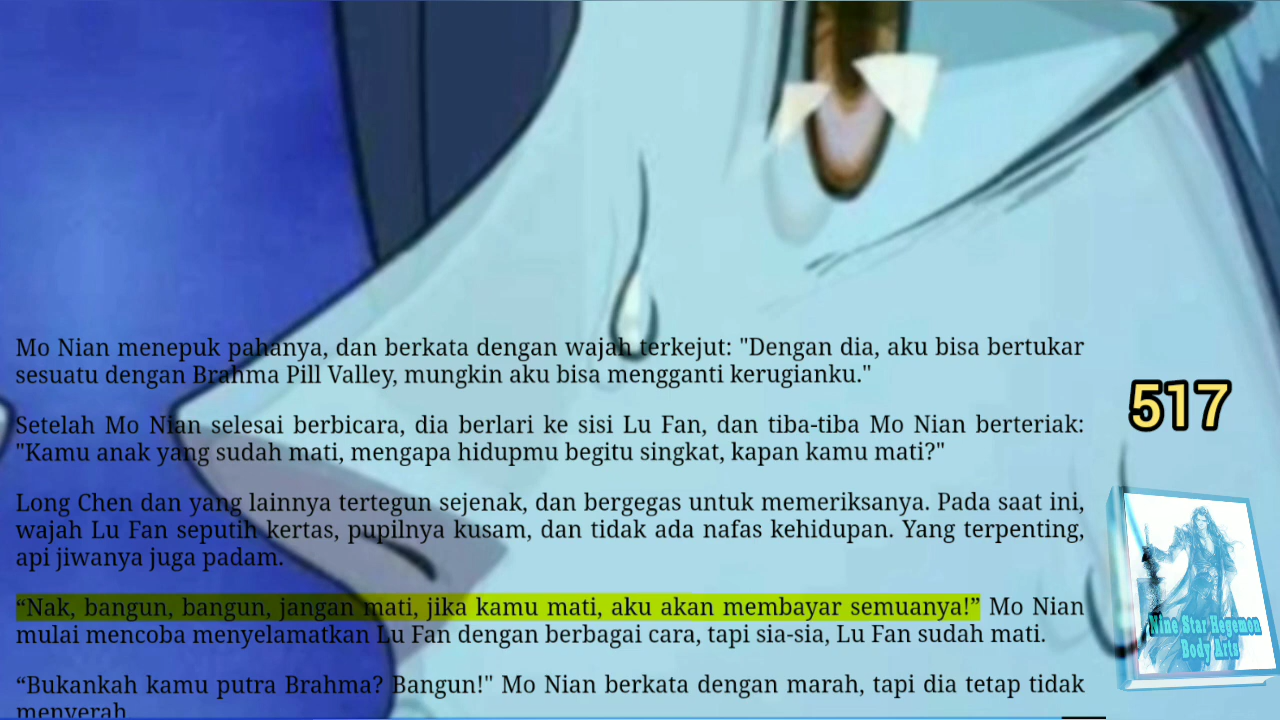 Mo Nian menepuk pahanya, dan berkata dengan wajah terkejut: "Dengan dia, aku bisa bertukar
sesuatu dengan Brahma Pill Valley, mungkin aku bisa mengganti kerugianku."
Setelah Mo Nian selesai berbicara, dia berlari ke sisi Lu Fan, dan tiba-tiba Mo Nian berteriak:
"Kamu anak yang sudah mati, mengapa hidupmu begitu singkat, kapan kamu mati?"
Long Chen dan yang lainnya tertegun sejenak, dan bergegas untuk memeriksanya. Pada saat ini,
wajah Lu Fan seputih kertas, pupilnya kusam, dan tidak ada nafas kehidupan. Yang terpenting,
api jiwanya juga padam.
“Nak, bangun, bangun, jangan mati, jika kamu mati, aku akan membayar semuanya!” Mo Nian
mulai mencoba menyelamatkan Lu Fan dengan berbagai cara, tapi sia-sia, Lu Fan sudah mati.
“Bukankah kamu putra Brahma? Bangun!" Mo Nian berkata dengan marah, tapi dia tetap tidak
menyerah
517
Nine Star Hegemon
Body Arts